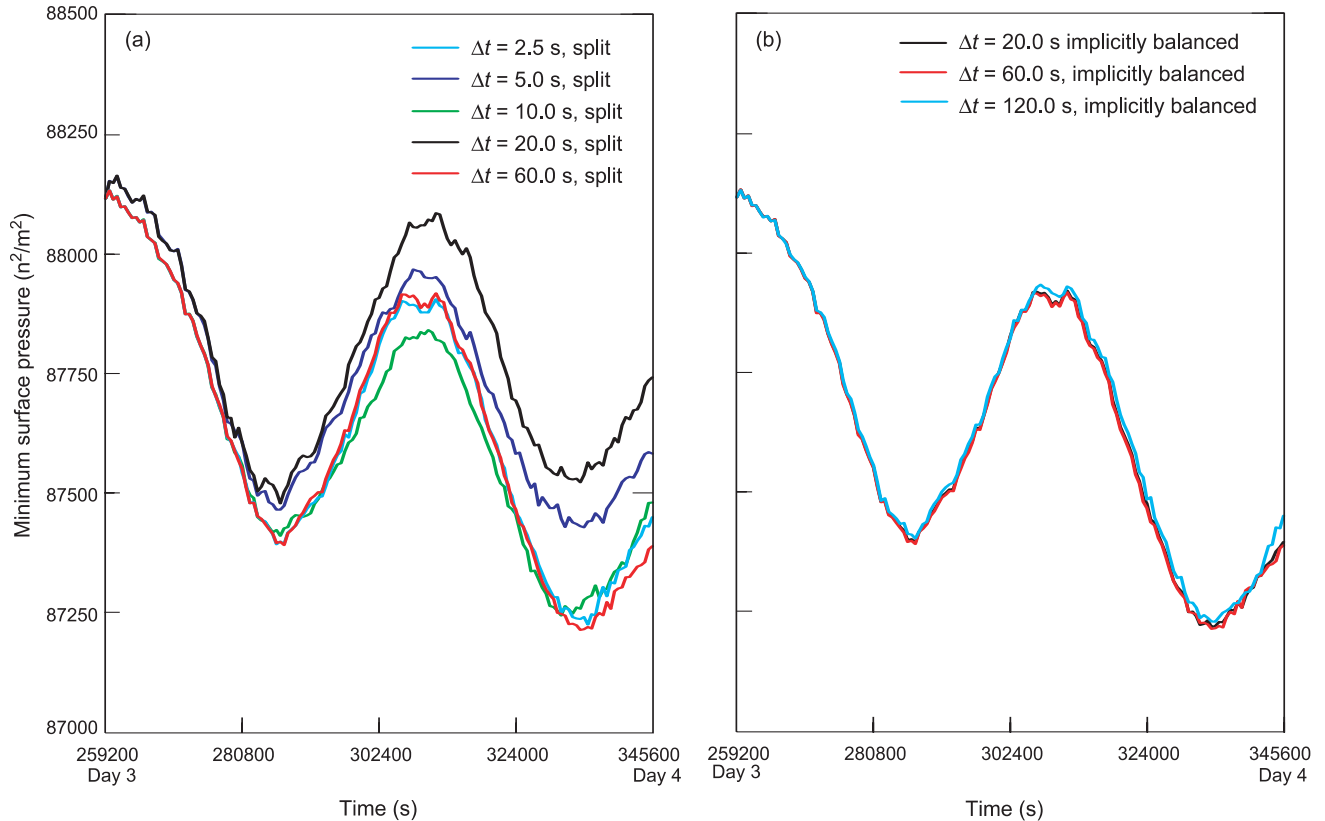 (a)
Δt = 2.5 s, split
Δt = 5.0 s, split
Δt = 10.0 s, split
Δt = 20.0 s, split
Δt = 60.0 s, split
88500
88250
88000
87750
87500
87250
87000
Minimum surface pressure (n²/m²)
259200
Day 3
280800
302400
324000
345600
Day 4
Time (s)
(b)
Δt = 20.0 s implicitly balanced
Δt = 60.0 s, implicitly balanced
Δt = 120.0 s, implicitly balanced
259200
Day 3
280800
302400
324000
345600
Day 4
Time (s)